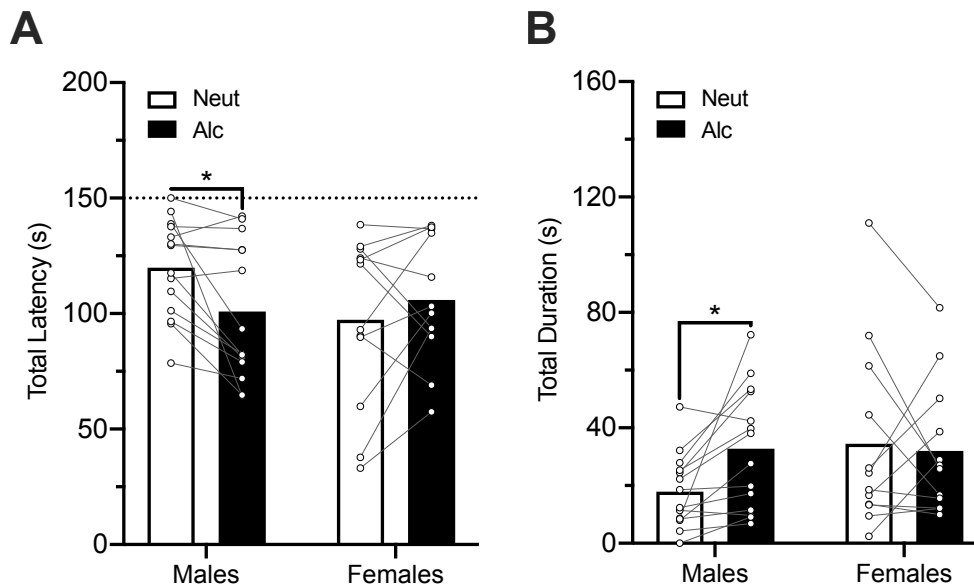 A
Total Latency (s)
200
150
100
50
0
Neut
Alc
*
Males
Females
B
Total Duration (s)
160
120
80
40
0
Neut
Alc
*
Males
Females